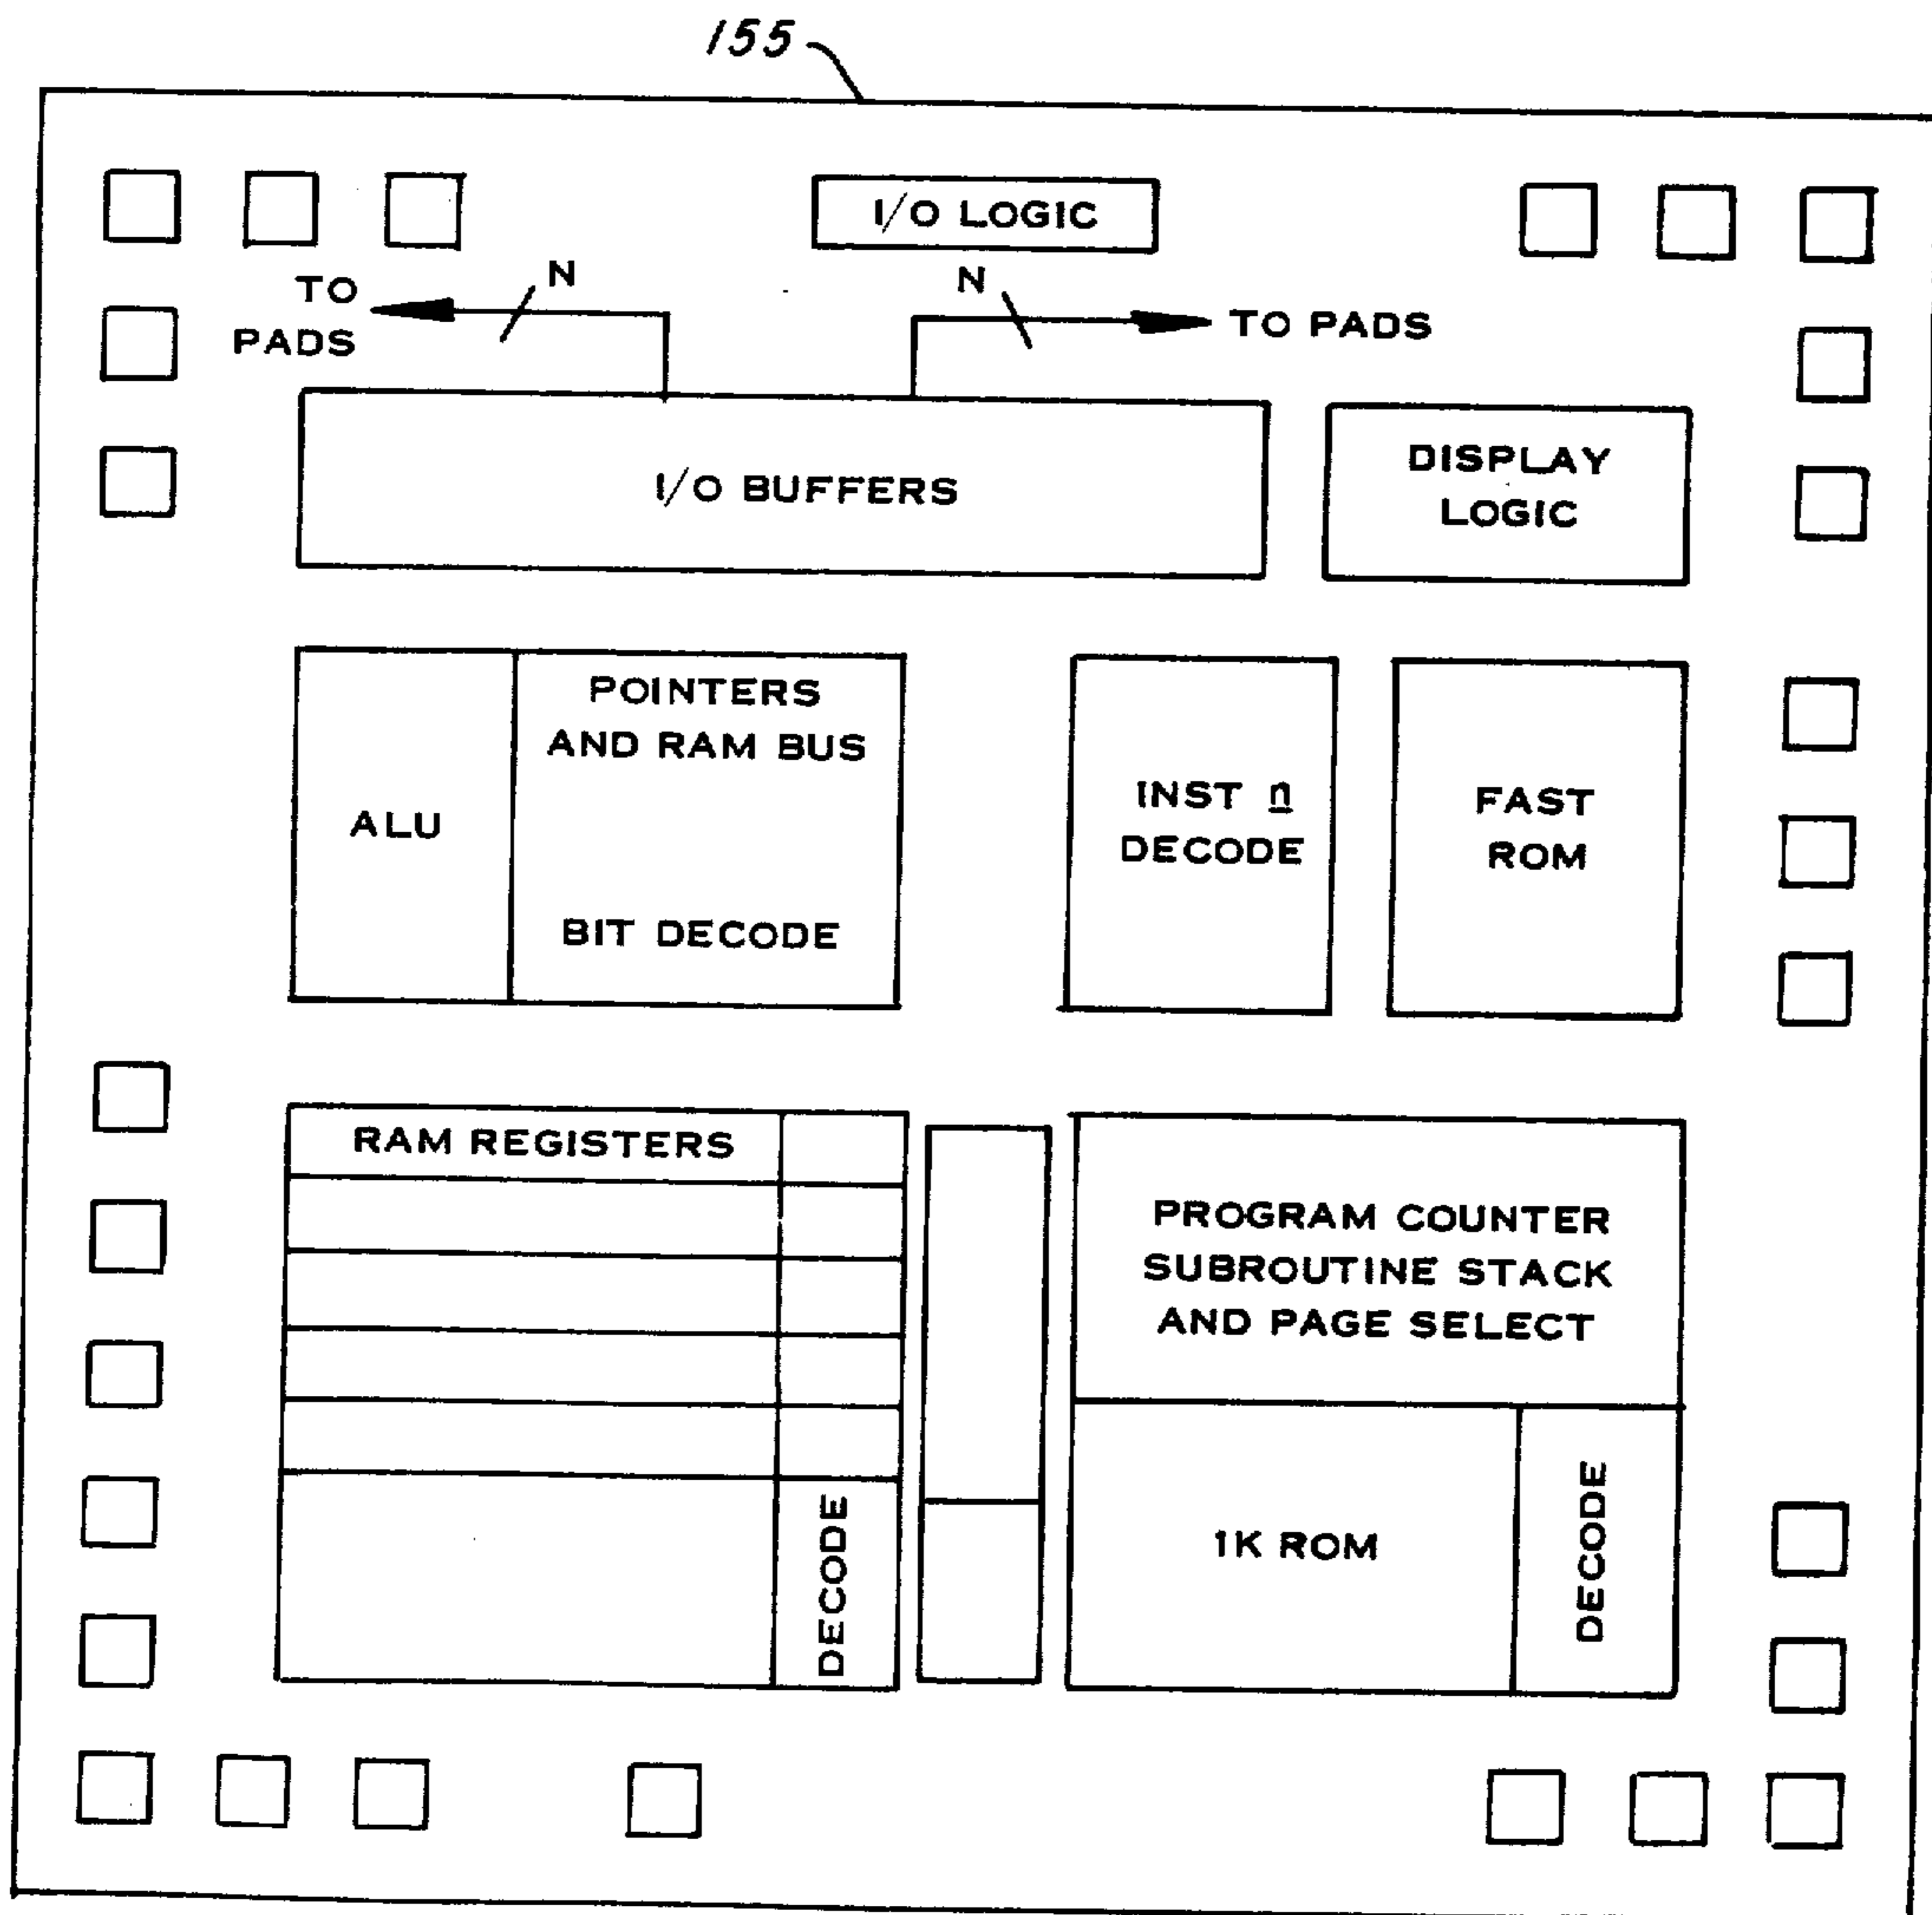 155
I/O LOGIC
N
N
TO
PADS
TO PADS
I/O BUFFERS
DISPLAY
LOGIC
POINTERS
AND RAM BUS
ALU
BIT DECODE
INST n
DECODE
FAST
ROM
RAM REGISTERS
DECODE
PROGRAM COUNTER
SUBROUTINE STACK
AND PAGE SELECT
1K ROM
DECODE